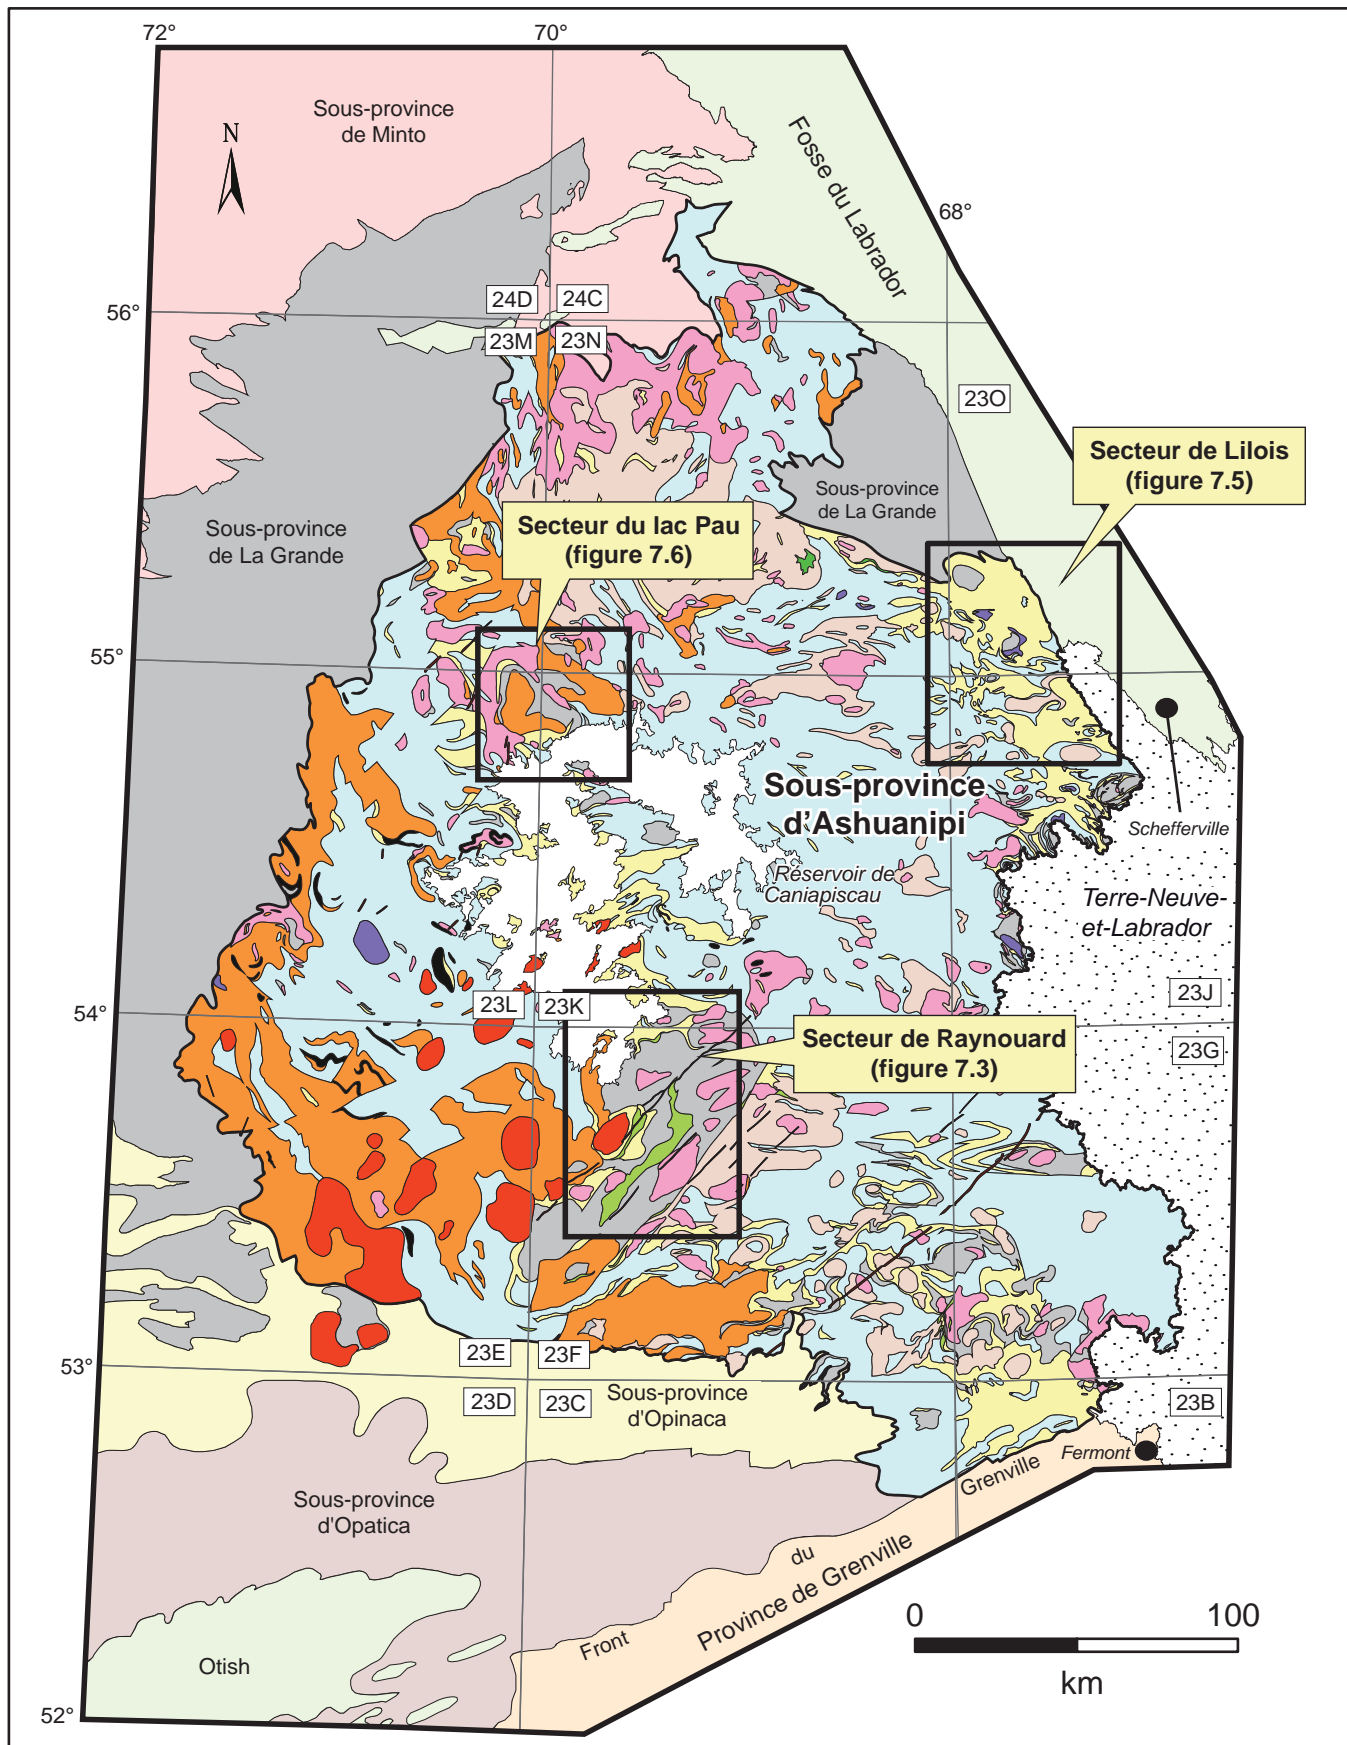 72°
70°
Sous-province
de Minto
N
Fosse du Labrador
68°
56°
24D
24C
23M
23N
23O
Secteur de Lilois
(figure 7.5)
Sous-province
de La Grande
Secteur du lac Pau
(figure 7.6)
Sous-province
de La Grande
55°
Sous-province
d'Ashuanipi
Schefferville
Réservoir de
Caniapiscau
Terre-Neuve-
et-Labrador
23L
23K
23J
54°
Secteur de Raynouard
(figure 7.3)
23G
23E
23F
53°
23D
23C
Sous-province
d'Opinaca
23B
Fermont
Sous-province
d'Opatica
Front du Grenville
Province de Grenville
Otish
0 100
km
52°